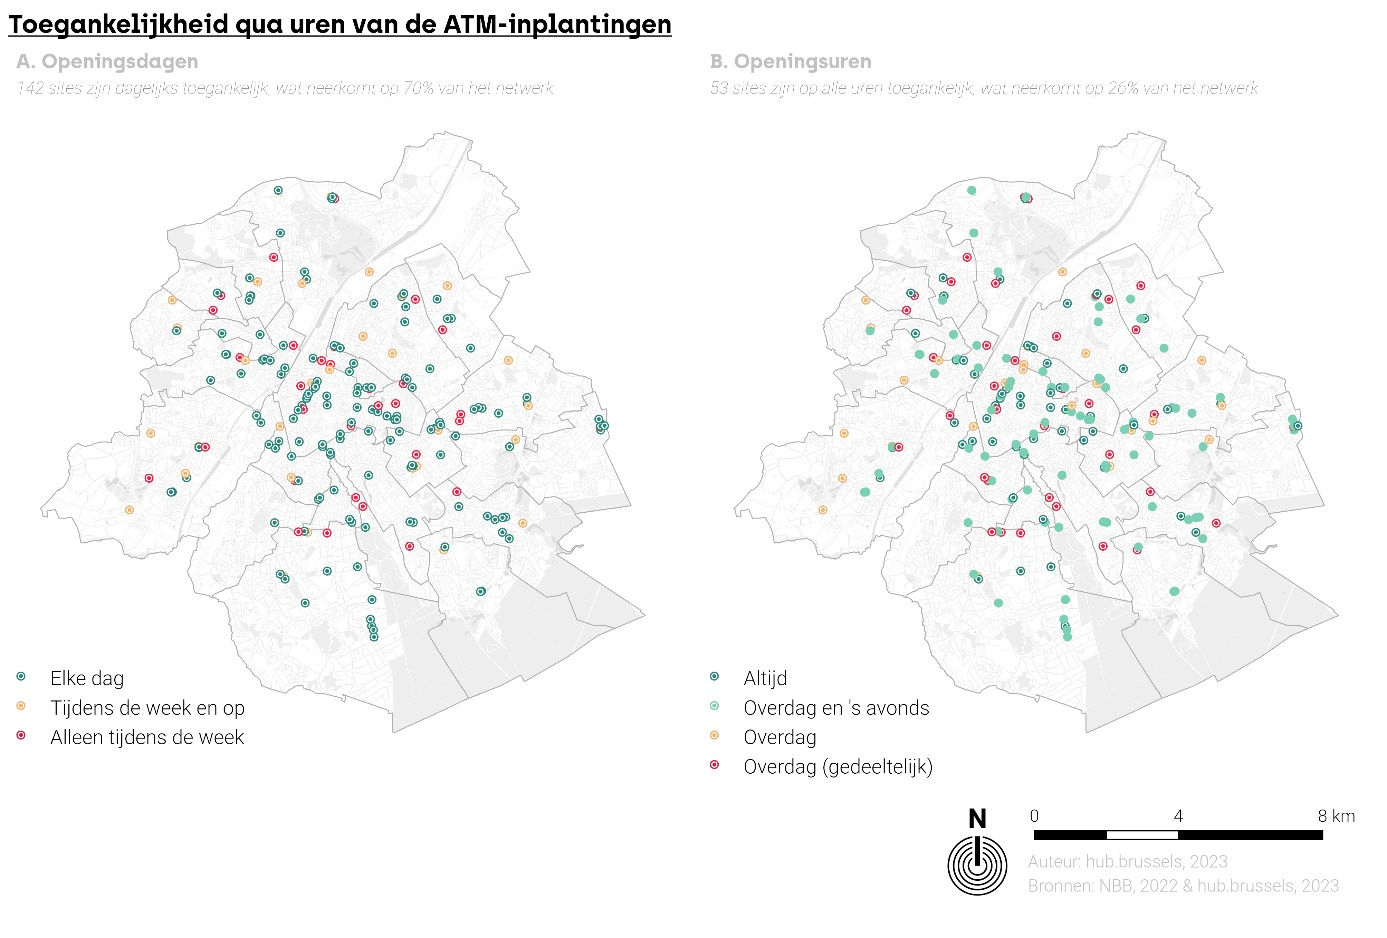 Toegankelijkheid qua uren van de ATM-inplantingen
A. Openingsdagen
142 sites zijn dagelijks toegankelijk, wat neerkomt op 70% van het netwerk
B. Openingsuren
53 sites zijn op alle uren toegankelijk, wat neerkomt op 26% van het netwerk
Elke dag
Tijdens de week en op
Alleen tijdens de week
Altijd
Overdag en 's avonds
Overdag
Overdag (gedeeltelijk)
N
0 4 8 km
Auteur: hub.brussels, 2023
Bronnen: NBB, 2022 & hub.brussels, 2023